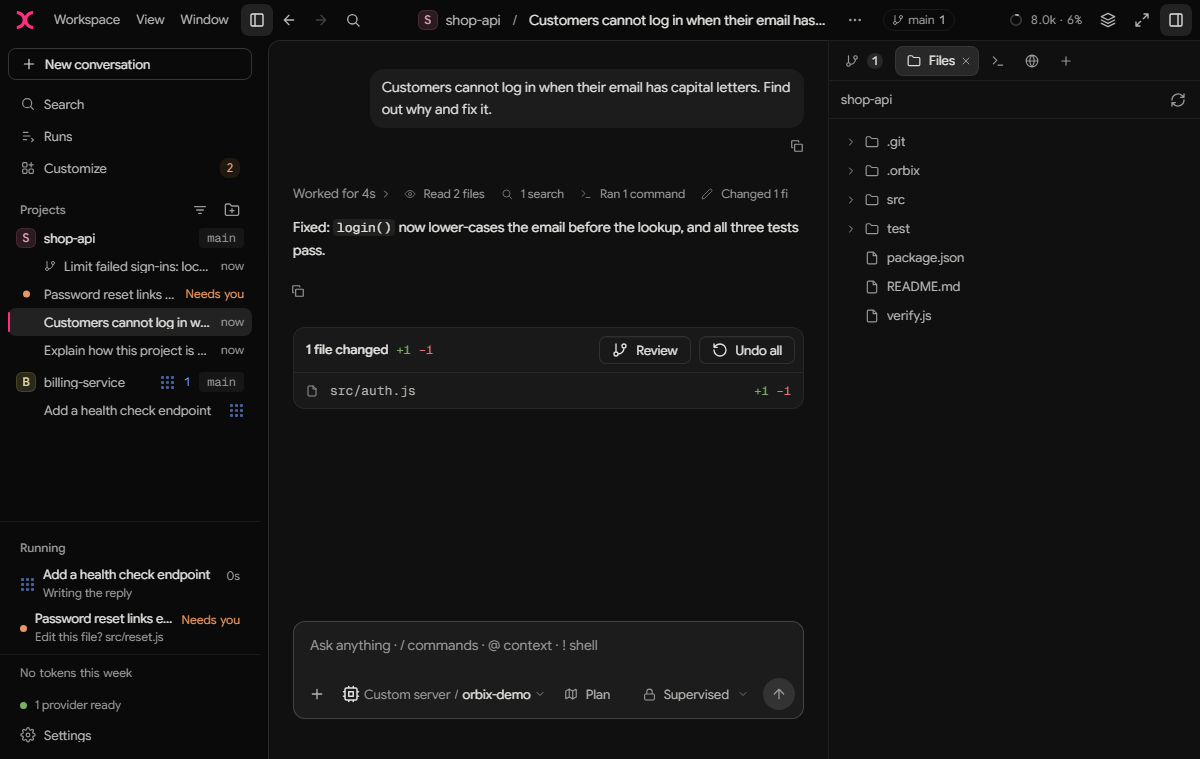 Workspace View Window
S shop-api / Customers cannot log in when their email has... main 1 8.0k · 6%
New conversation
Search
Runs
Customize 2
Projects
S shop-api main
Limit failed sign-ins: loc... now
Password reset links ... Needs you
Customers cannot log in w... now
Explain how this project is ... now
B billing-service 1 main
Add a health check endpoint
Running
Add a health check endpoint 0s
Writing the reply
Password reset links e... Needs you
Edit this file? src/reset.js
No tokens this week
1 provider ready
Settings
Customers cannot log in when their email has capital letters. Find
out why and fix it.
Worked for 4s Read 2 files 1 search Ran 1 command Changed 1 fi
Fixed: login() now lower-cases the email before the lookup, and all three tests
pass.
1 file changed +1 −1 Review Undo all
src/auth.js +1 −1
Ask anything · / commands · @ context · ! shell
Custom server / orbix-demo Plan Supervised
1 Files
shop-api
.git
.orbix
src
test
package.json
README.md
verify.js